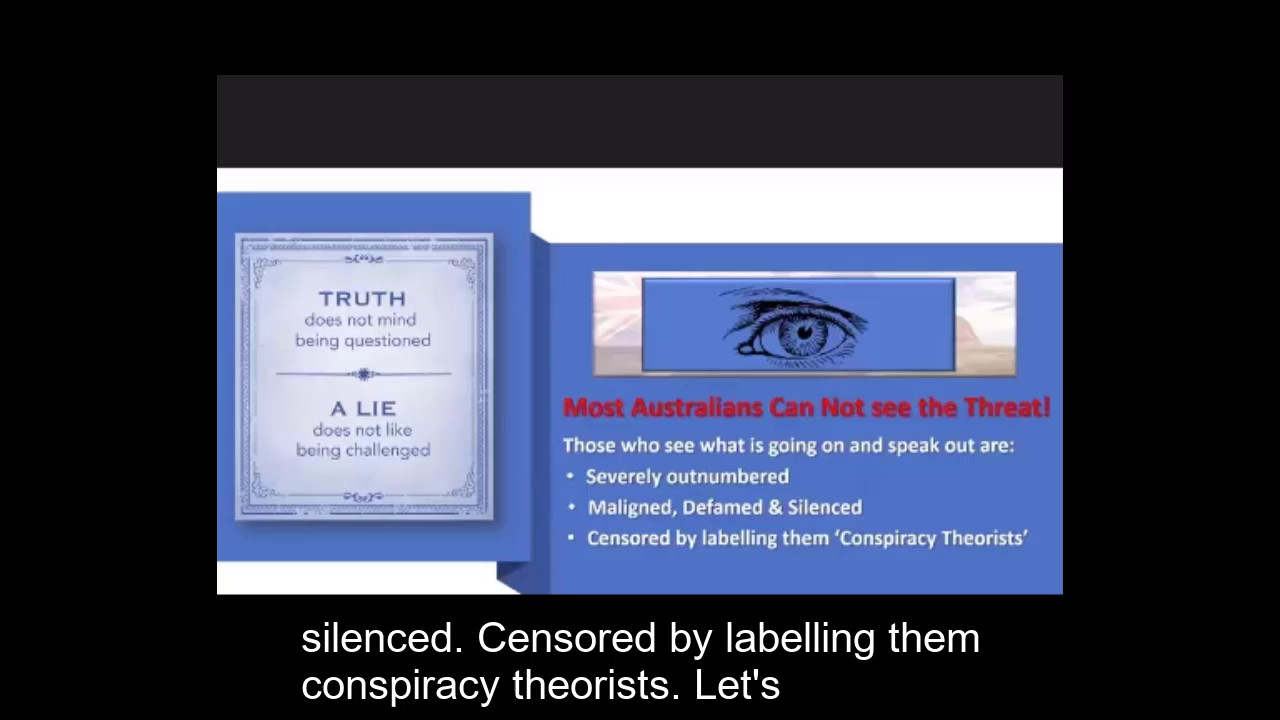 TRUTH
does not mind
being questioned
A LIE
does not like
being challenged
Most Australians Can Not see the Threat!
Those who see what is going on and speak out are:
• Severely outnumbered
• Maligned, Defamed & Silenced
• Censored by labelling them ‘Conspiracy Theorists’
silenced. Censored by labelling them
conspiracy theorists. Let's